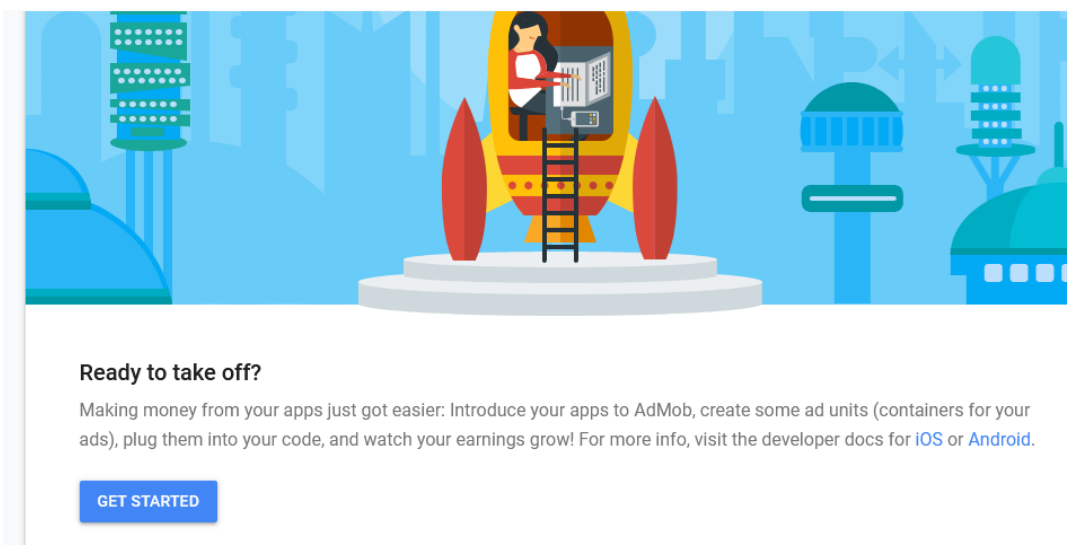 Ready to take off?
Making money from your apps just got easier: Introduce your apps to AdMob, create some ad units (containers for your
ads), plug them into your code, and watch your earnings grow! For more info, visit the developer docs for iOS or Android.
GET STARTED